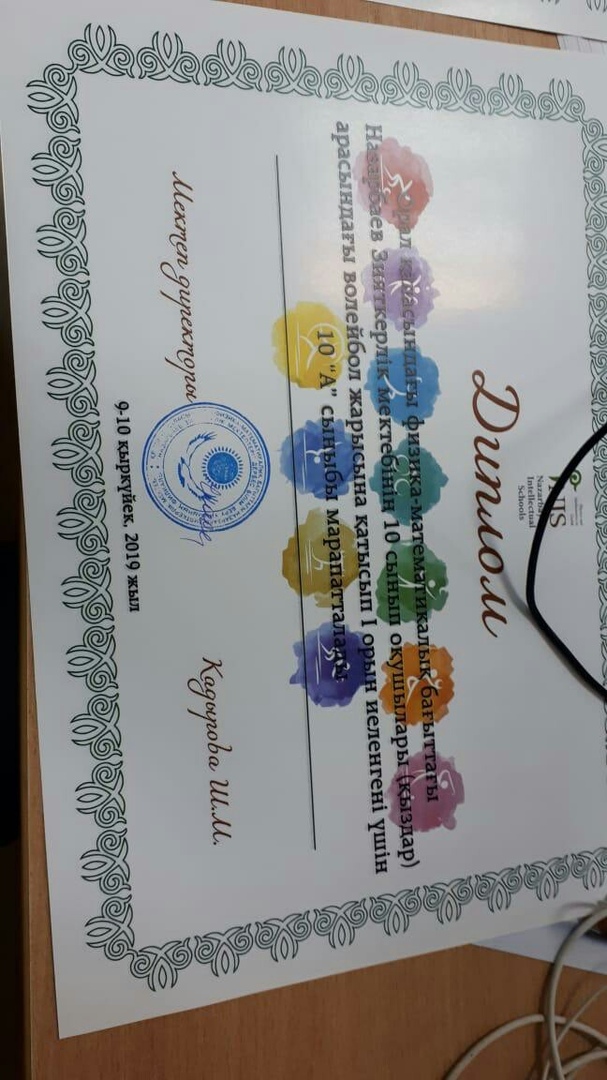 Nazarbayev
Intellectual
Schools
Диплом
Орал қаласындағы физика-математикалық бағыттағы
Назарбаев Зияткерлік мектебінің 10 сынып оқушылары (қыздар)
арасындағы волейбол жарысына қатысып I орын иеленгені үшін
10 “А” сыныбы марапатталады
Мектеп директоры
Кадырова Ш.М.
9-10 қыркүйек, 2019 жыл